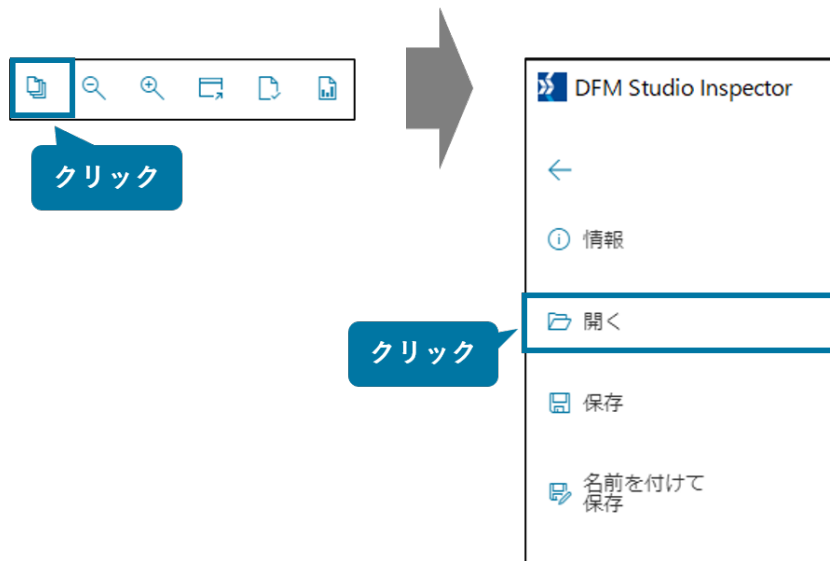 クリック
DFM Studio Inspector
情報
開く
クリック
保存
名前を付けて
保存